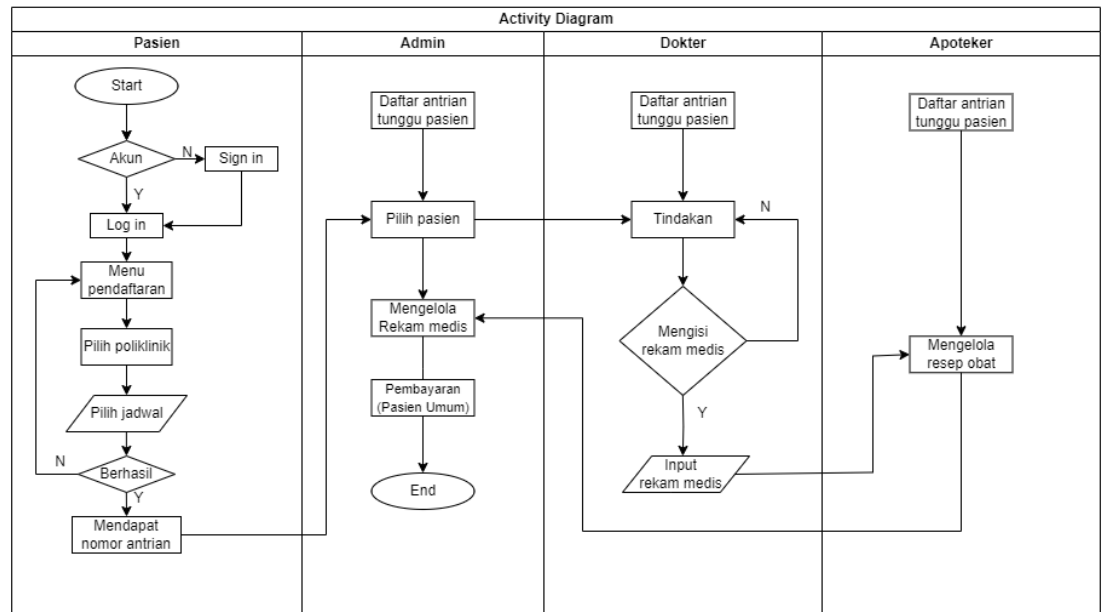 Activity Diagram
Pasien
Admin
Dokter
Apoteker
Start
Akun
N
Sign in
Y
Log in
Menu
pendaftaran
Pilih poliklinik
Pilih jadwal
N
Berhasil
Y
Mendapat
nomor antrian
Daftar antrian
tunggu pasien
Pilih pasien
Mengelola
Rekam medis
Pembayaran
(Pasien Umum)
End
Daftar antrian
tunggu pasien
Tindakan
N
Mengisi
rekam medis
Y
Input
rekam medis
Daftar antrian
tunggu pasien
Mengelola
resep obat